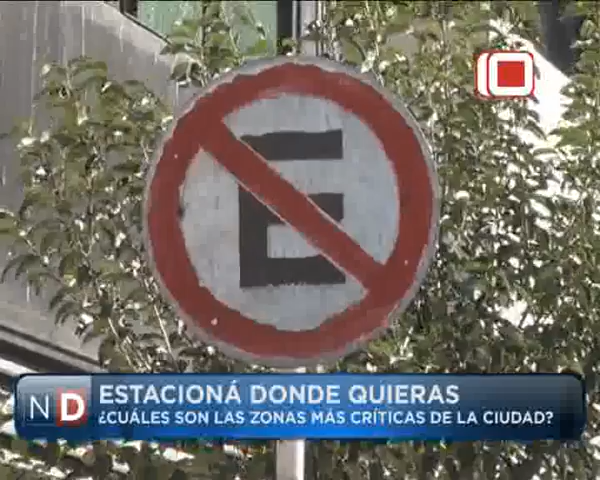 E
ND ESTACIONÁ DONDE QUIERAS
¿CUÁLES SON LAS ZONAS MÁS CRÍTICAS DE LA CIUDAD?